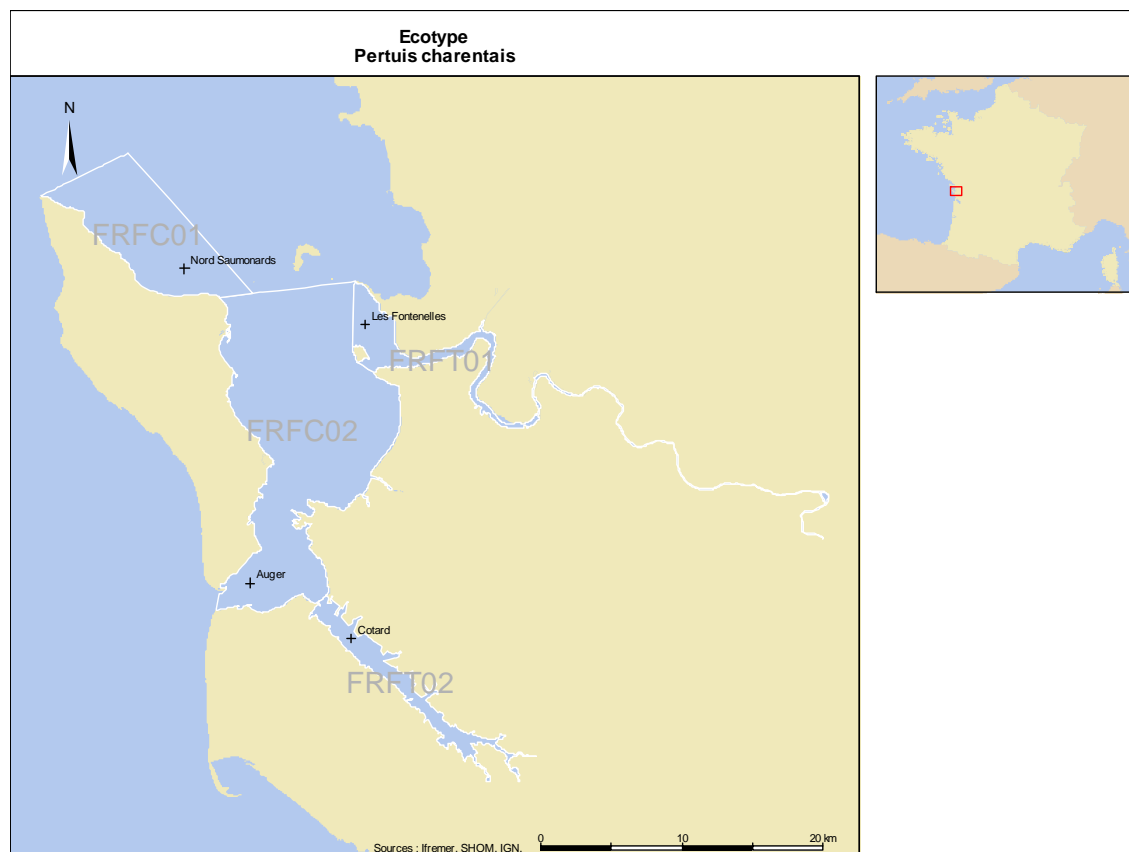 Ecotype
Pertuis charentais
N
FRFC01
Nord Saumonards
Les Fontenelles
FRFT01
FRFC02
Auger
Cotard
FRFT02
0 10 20 km
Sources : Ifremer, SHOM, IGN.